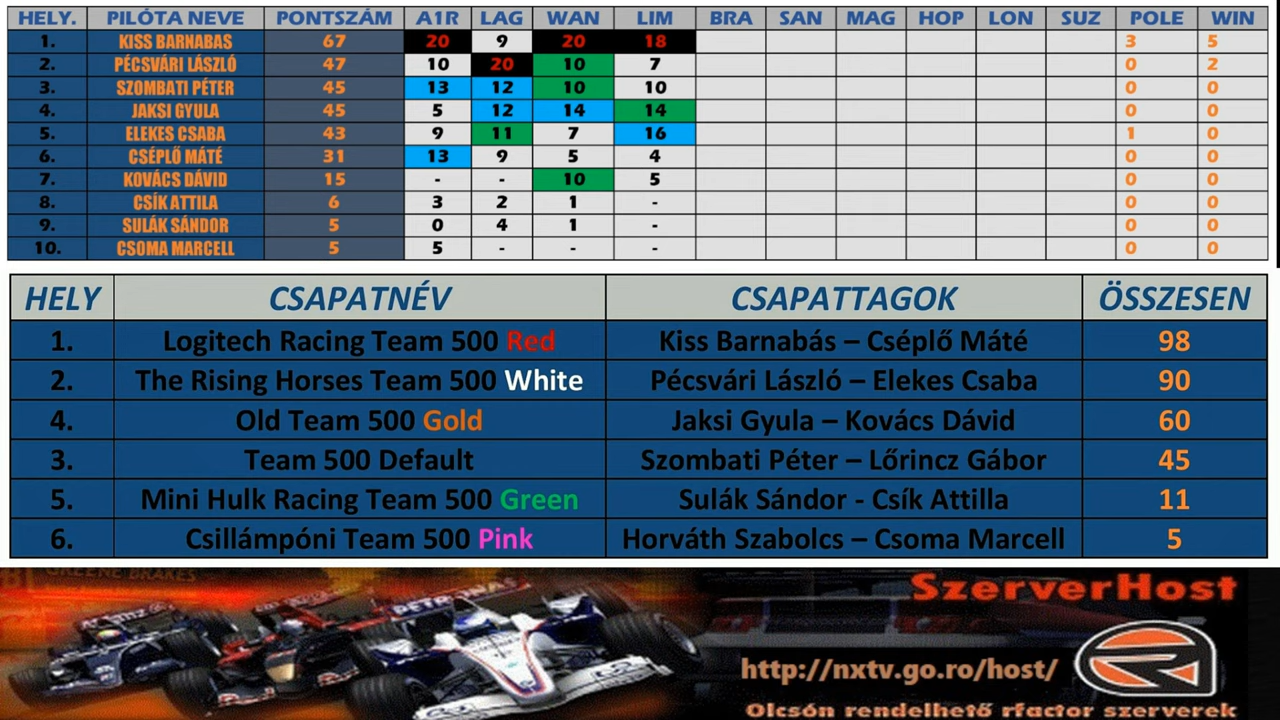 HELY. PILÓTA NEVE PONTSZÁM A1R LAG WAN LIM BRA SAN MAG HOP LON SUZ POLE WIN
1. KISS BARNABAS 67 20 9 20 18 3 5
2. PÉCSVÁRI LÁSZLÓ 47 10 20 10 7 0 2
3. SZOMBATI PÉTER 45 13 12 10 10 0 0
4. JAKSI GYULA 45 5 12 14 14 0 0
5. ELEKES CSABA 43 9 11 7 16 1 0
6. CSÉPLŐ MÁTÉ 31 13 9 5 4 0 0
7. KOVÁCS DÁVID 15 - - 10 5 0 0
8. CSÍK ATTILA 6 3 2 1 - 0 0
9. SULÁK SÁNDOR 5 0 4 1 - 0 0
10. CSOMA MARCELL 5 5 - - - 0 0
HELY CSAPATNÉV CSAPATTAGOK ÖSSZESEN
1. Logitech Racing Team 500 Red Kiss Barnabás – Cséplő Máté 98
2. The Rising Horses Team 500 White Pécsvári László – Elekes Csaba 90
4. Old Team 500 Gold Jaksi Gyula – Kovács Dávid 60
3. Team 500 Default Szombati Péter – Lőrincz Gábor 45
5. Mini Hulk Racing Team 500 Green Sulák Sándor - Csík Attilla 11
6. Csillámpóni Team 500 Pink Horváth Szabolcs – Csoma Marcell 5
GREENE BRAKES
PETRONAS
SzerverHost
http://nxtv.go.ro/host/
Olcsón rendelhető rfactor szerverek